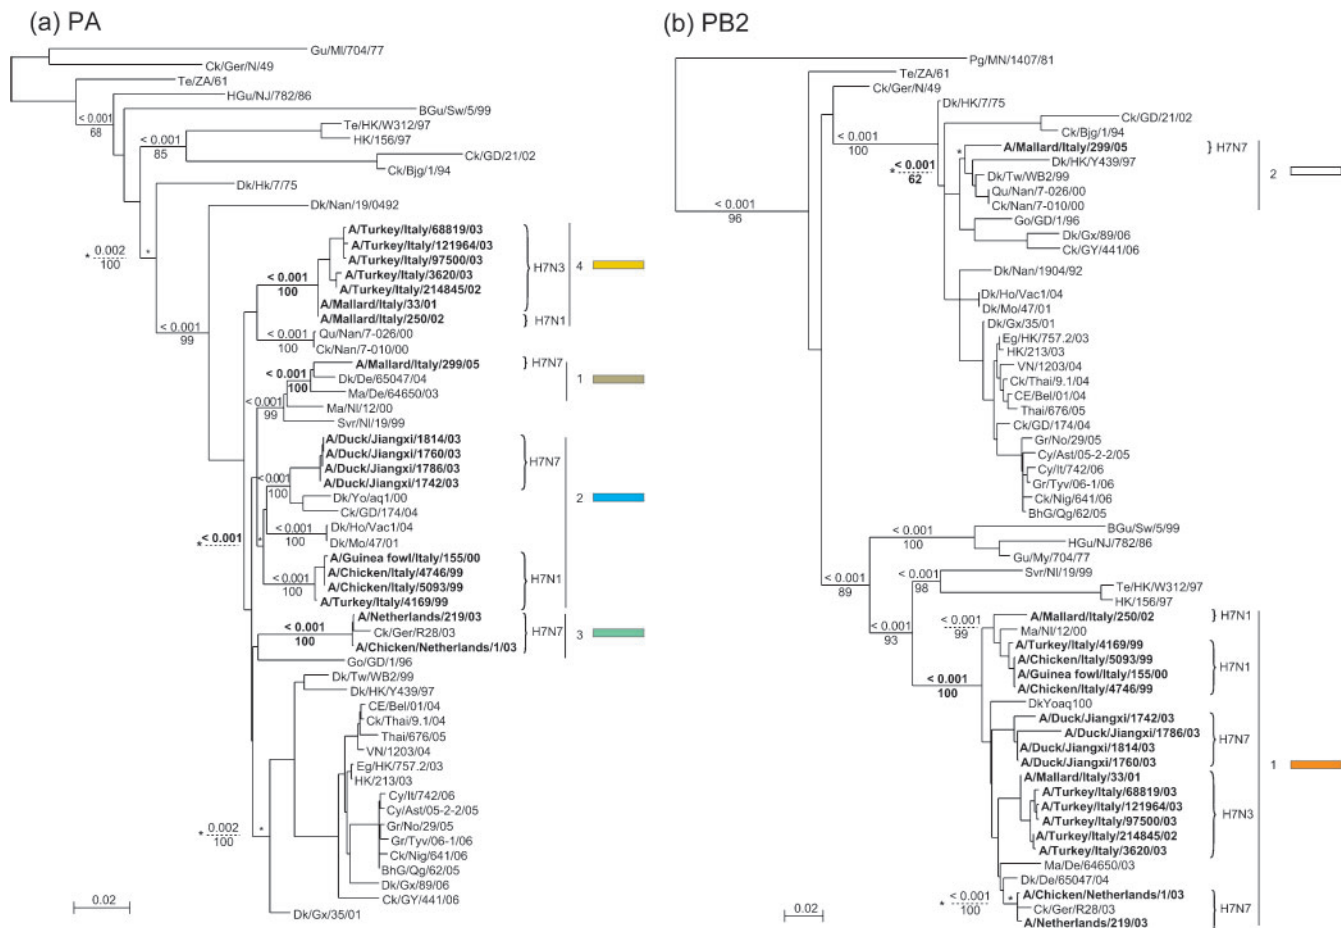 (a) PA
Gu/MI/704/77
Ck/Ger/N/49
Te/ZA/61
HGu/NJ/782/86
< 0.001
68
BGu/Sw/5/99
Te/HK/W312/97
HK/156/97
< 0.001
85
Ck/GD/21/02
Ck/Bjg/1/94
Dk/Hk/7/75
Dk/Nan/19/0492
* 0.002
100
*
A/Turkey/Italy/68819/03
A/Turkey/Italy/121964/03
A/Turkey/Italy/97500/03
A/Turkey/Italy/3620/03
A/Turkey/Italy/214845/02
A/Mallard/Italy/33/01
A/Mallard/Italy/250/02
H7N3
H7N1
4
< 0.001
100
< 0.001
99
Qu/Nan/7-026/00
Ck/Nan/7-010/00
< 0.001
100
A/Mallard/Italy/299/05
Dk/De/65047/04
Ma/De/64650/03
Ma/Nl/12/00
Svr/Nl/19/99
H7N7
1
< 0.001
100
< 0.001
99
A/Duck/Jiangxi/1814/03
A/Duck/Jiangxi/1760/03
A/Duck/Jiangxi/1786/03
A/Duck/Jiangxi/1742/03
H7N7
Dk/Yo/aq1/00
Ck/GD/174/04
< 0.001
100
2
Dk/Ho/Vac1/04
Dk/Mo/47/01
< 0.001
100
* < 0.001
*
A/Guinea fowl/Italy/155/00
A/Chicken/Italy/4746/99
A/Chicken/Italy/5093/99
A/Turkey/Italy/4169/99
H7N1
< 0.001
100
A/Netherlands/219/03
Ck/Ger/R28/03
A/Chicken/Netherlands/1/03
H7N7
3
< 0.001
100
Go/GD/1/96
Dk/Tw/WB2/99
Dk/HK/Y439/97
CE/Bel/01/04
Ck/Thai/9.1/04
Thai/676/05
VN/1203/04
Eg/HK/757.2/03
HK/213/03
Cy/It/742/06
Cy/Ast/05-2-2/05
Gr/No/29/05
Gr/Tyv/06-1/06
Ck/Nig/641/06
BhG/Qg/62/05
Dk/Gx/89/06
Ck/GY/441/06
Dk/Gx/35/01
* 0.002
100
*
0.02
(b) PB2
Pg/MN/1407/81
Te/ZA/61
Ck/Ger/N/49
Dk/HK/7/75
Ck/GD/21/02
Ck/Bjg/1/94
< 0.001
100
A/Mallard/Italy/299/05
H7N7
Dk/HK/Y439/97
Dk/Tw/WB2/99
Qu/Nan/7-026/00
Ck/Nan/7-010/00
2
*
* < 0.001
62
< 0.001
96
Go/GD/1/96
Dk/Gx/89/06
Ck/GY/441/06
Dk/Nan/1904/92
Dk/Ho/Vac1/04
Dk/Mo/47/01
Dk/Gx/35/01
Eg/HK/757.2/03
HK/213/03
VN/1203/04
Ck/Thai/9.1/04
CE/Bel/01/04
Thai/676/05
Ck/GD/174/04
Gr/No/29/05
Cy/Ast/05-2-2/05
Cy/It/742/06
Gr/Tyv/06-1/06
Ck/Nig/641/06
BhG/Qg/62/05
BGu/Sw/5/99
HGu/NJ/782/86
Gu/My/704/77
< 0.001
100
Svr/Nl/19/99
Te/HK/W312/97
HK/156/97
< 0.001
98
< 0.001
89
< 0.001
93
A/Mallard/Italy/250/02
H7N1
Ma/Nl/12/00
< 0.001
99
A/Turkey/Italy/4169/99
A/Chicken/Italy/5093/99
A/Guinea fowl/Italy/155/00
A/Chicken/Italy/4746/99
H7N1
< 0.001
100
DkYoaq100
A/Duck/Jiangxi/1742/03
A/Duck/Jiangxi/1786/03
A/Duck/Jiangxi/1814/03
A/Duck/Jiangxi/1760/03
H7N7
1
A/Mallard/Italy/33/01
A/Turkey/Italy/68819/03
A/Turkey/Italy/121964/03
A/Turkey/Italy/97500/03
A/Turkey/Italy/214845/02
A/Turkey/Italy/3620/03
H7N3
Ma/De/64650/03
Dk/De/65047/04
A/Chicken/Netherlands/1/03
Ck/Ger/R28/03
A/Netherlands/219/03
H7N7
* < 0.001
100
*
0.02